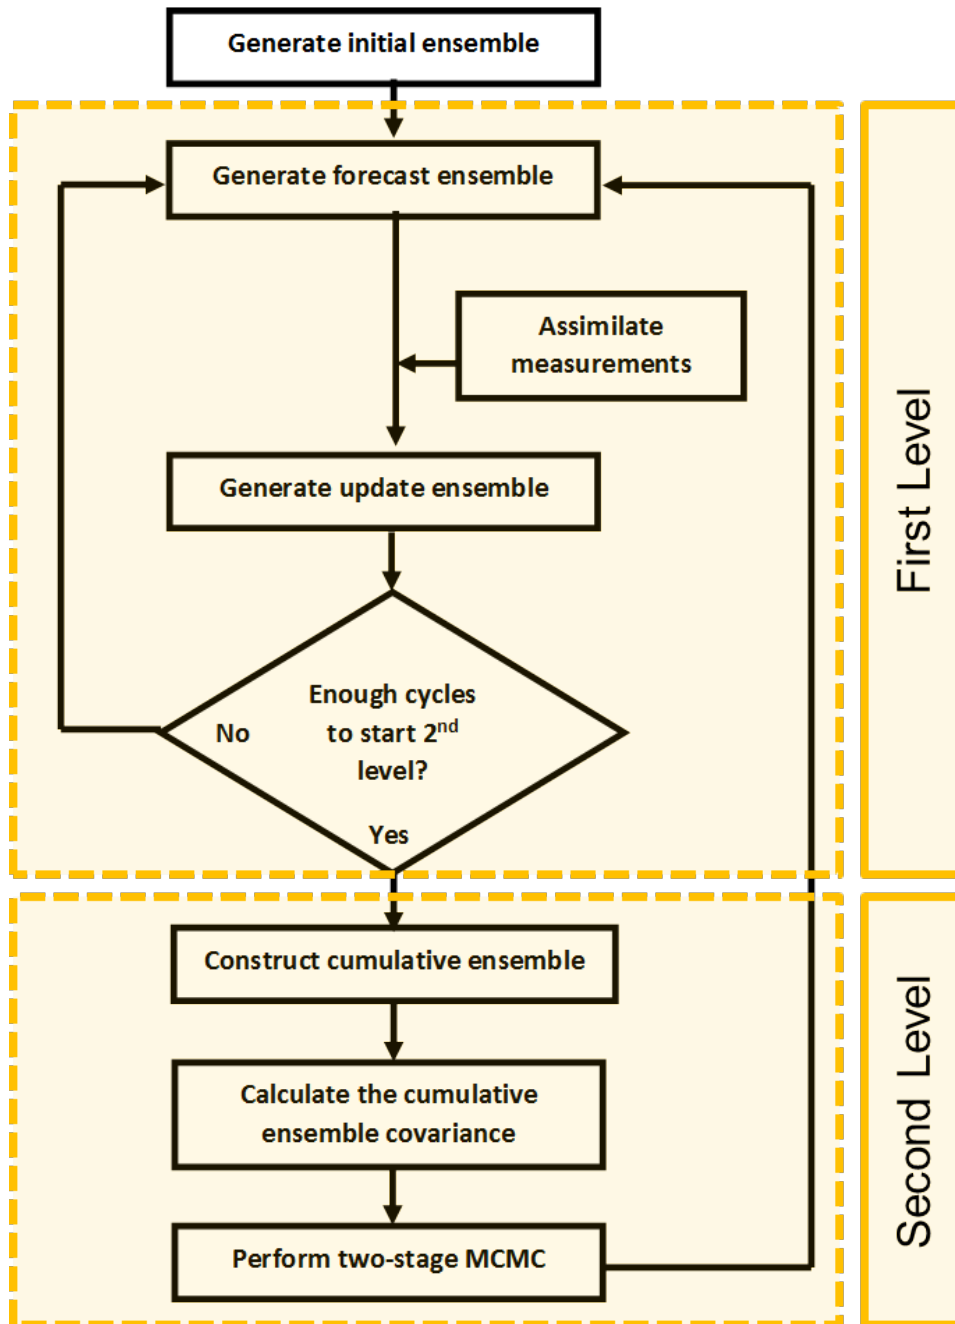 Generate initial ensemble
Generate forecast ensemble
Assimilate
measurements
Generate update ensemble
Enough cycles
to start 2nd
level?
No
Yes
First Level
Construct cumulative ensemble
Calculate the cumulative
ensemble covariance
Perform two-stage MCMC
Second Level